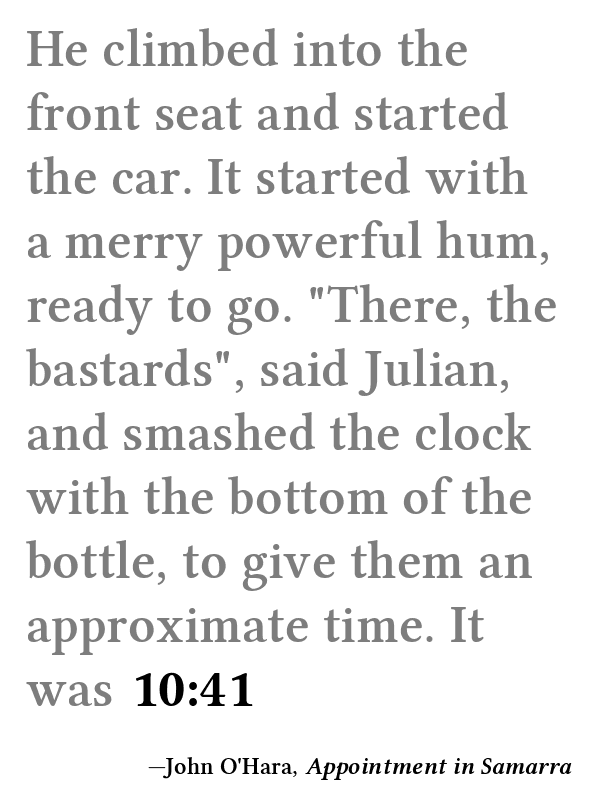 He climbed into the
front seat and started
the car. It started with
a merry powerful hum,
ready to go. "There, the
bastards", said Julian,
and smashed the clock
with the bottom of the
bottle, to give them an
approximate time. It
was 10:41
—John O'Hara, Appointment in Samarra